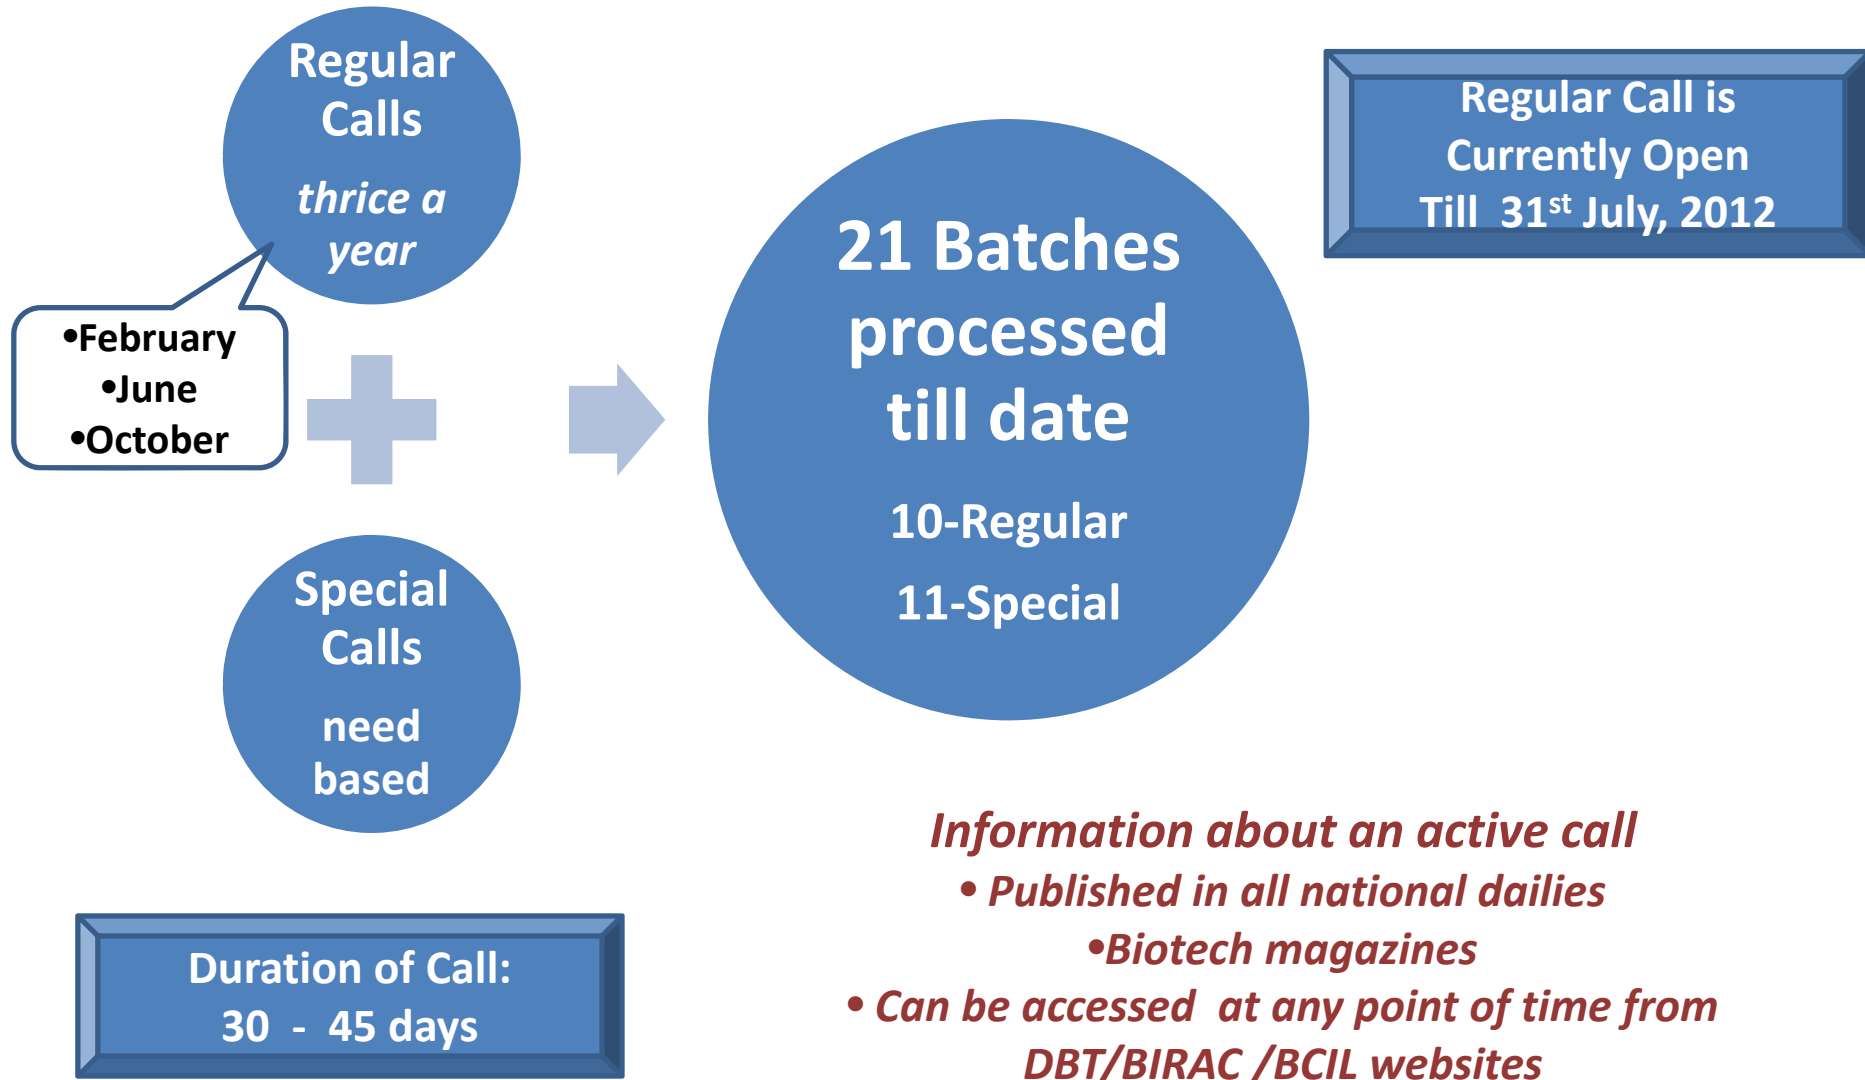 Regular
Calls
thrice a
year
•February
•June
•October
Special
Calls
need
based
Duration of Call:
30 - 45 days
21 Batches
processed
till date
10-Regular
11-Special
Regular Call is
Currently Open
Till 31st July, 2012
Information about an active call
• Published in all national dailies
•Biotech magazines
• Can be accessed at any point of time from
DBT/BIRAC /BCIL websites